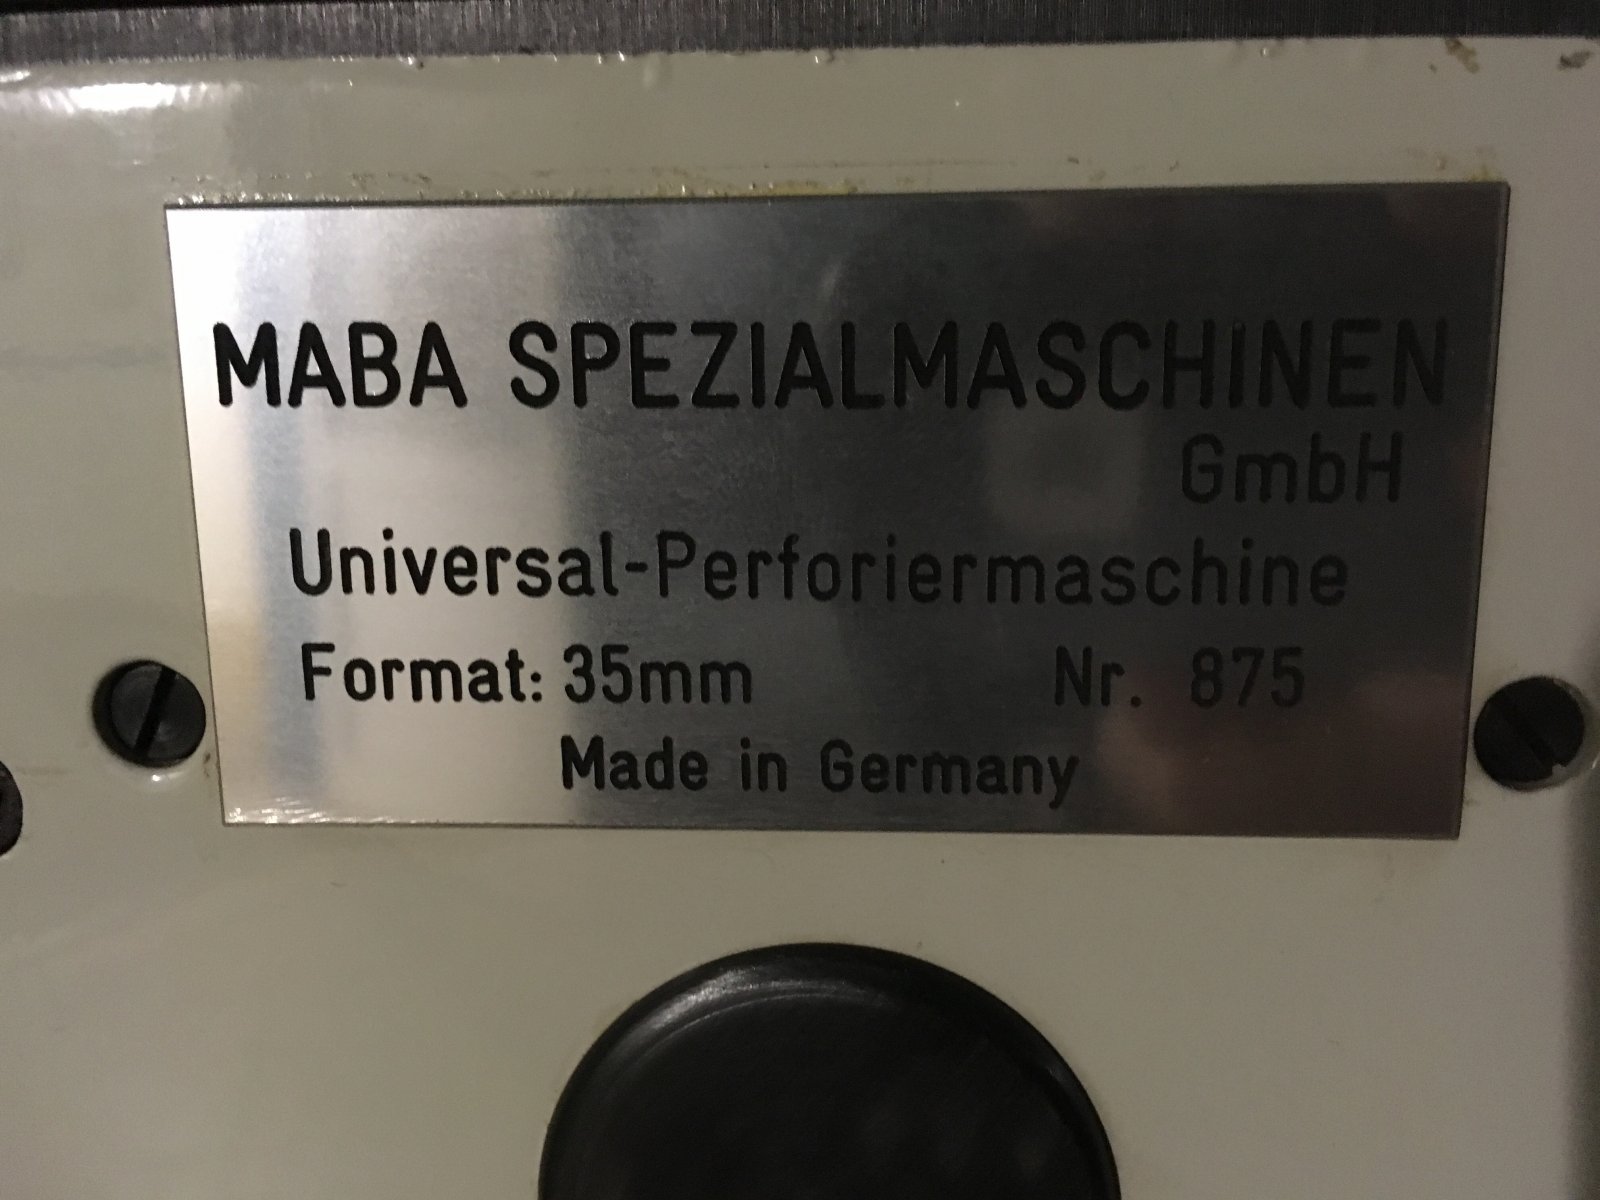 MABA SPEZIALMASCHINEN
GmbH
Universal-Perforiermaschine
Format: 35mm Nr. 875
Made in Germany